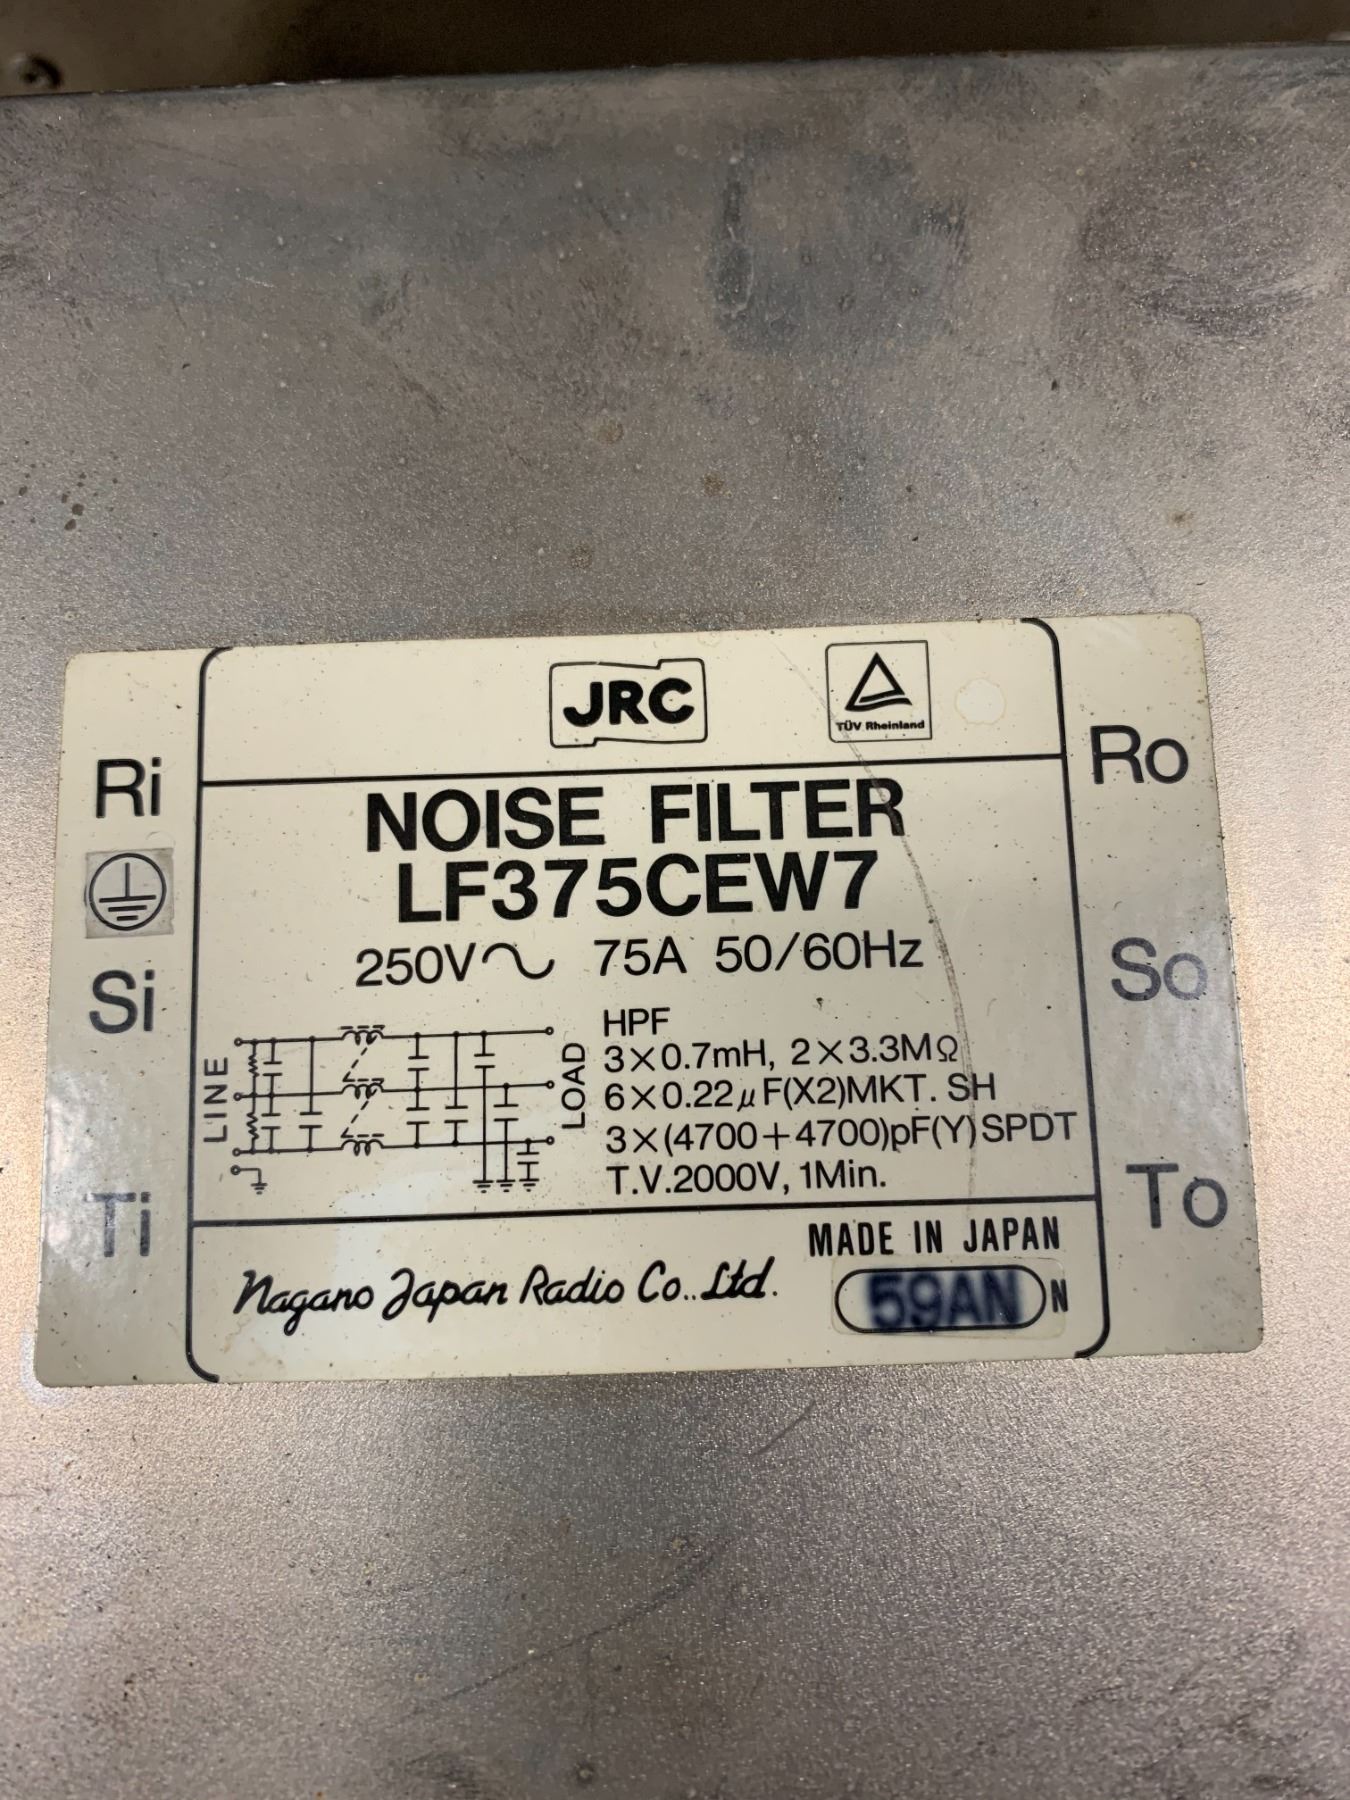 JRC
TÜV Rheinland
Ri
Ro
NOISE FILTER
LF375CEW7
250V～ 75A 50/60Hz
Si
So
HPF
3×0.7mH, 2×3.3MΩ
6×0.22μF(X2)MKT. SH
3×(4700+4700)pF(Y)SPDT
T.V.2000V, 1Min.
LINE
LOAD
Ti
To
MADE IN JAPAN
Nagano Japan Radio Co.. Ltd.
59AN N